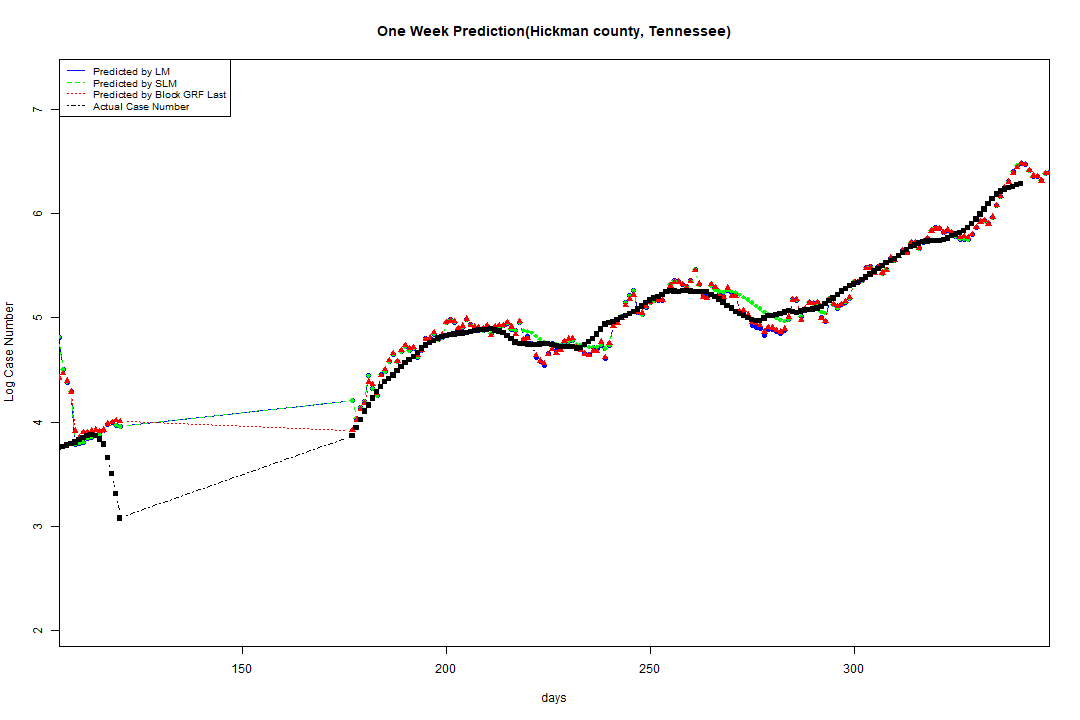 One Week Prediction(Hickman county, Tennessee)
Predicted by LM
Predicted by SLM
Predicted by Block GRF Last
Actual Case Number
7
6
5
4
3
2
Log Case Number
150 200 250 300
days